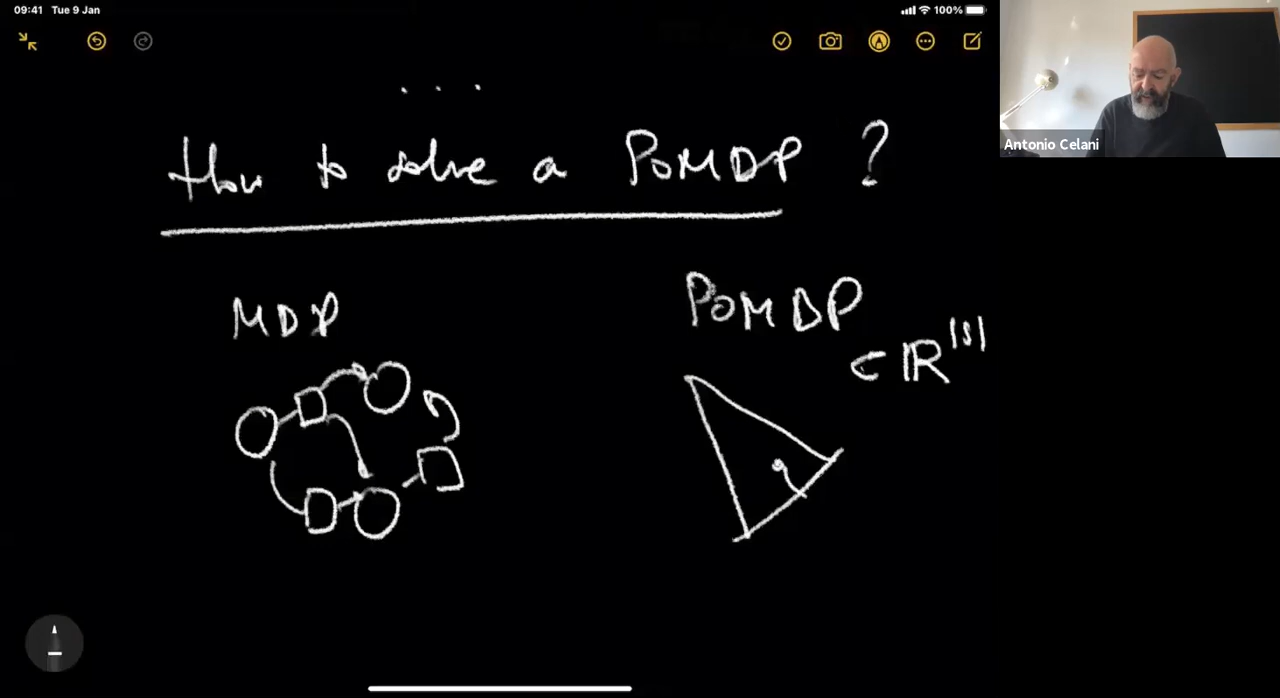 09:41 Tue 9 Jan
100%
Antonio Celani
. . .
How to solve a POMDP ?
MDP
POMDP
⊂ ℝ^|S|